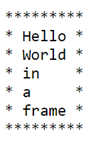 *********
* Hello *
* World *
* in    *
* a     *
* frame *
*********